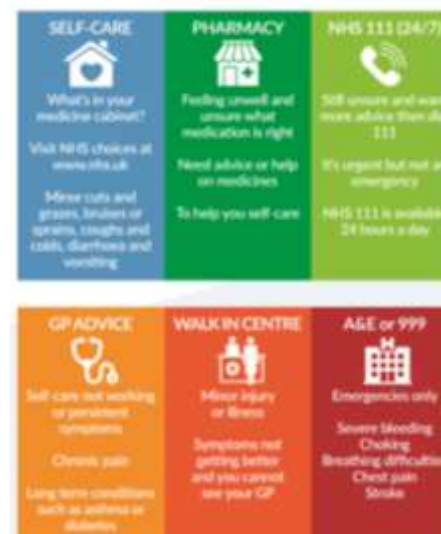 SELF-CARE
What's in your
medicine cabinet?
Visit NHS choices at
www.nhs.uk
Minor cuts and
grazes, bruises or
sprains, coughs and
colds, diarrhoea and
vomiting
PHARMACY
Feeling unwell and
unsure what
medication is right
Need advice or help
on medicines
To help you self-care
NHS 111 (24/7)
Still unsure and want
more advice then
111
It's urgent but not
emergency
NHS 111 is available
24 hours a day
GP ADVICE
Self-care not working
or persistent
symptoms
Chronic pain
Long term conditions
such as asthma or
diabetes
WALK IN CENTRE
Minor injury
or illness
Symptoms not
getting better
and you cannot
see your GP
A&E or 999
Emergencies only
Severe bleeding
Choking
Breathing difficulties
Chest pain
Stroke